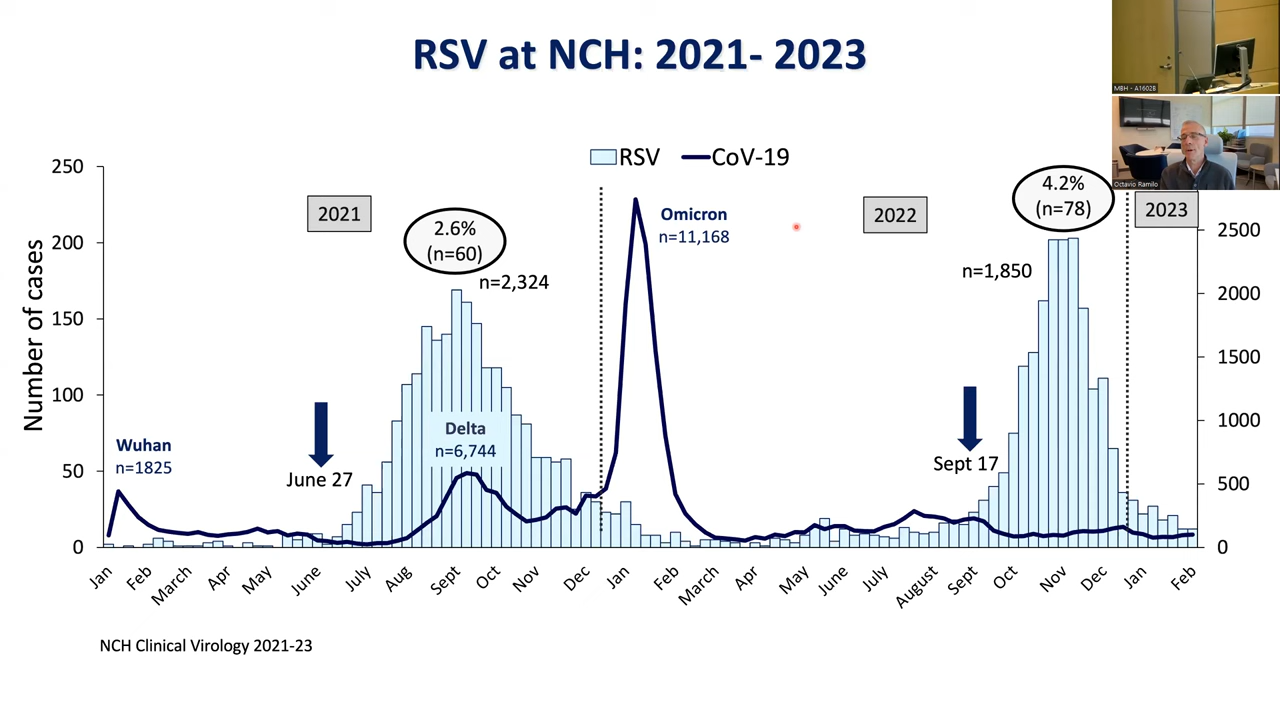 RSV at NCH: 2021- 2023
MBH - A1602B
Octavio Ramilo
RSV
CoV-19
Number of cases
250
200
150
100
50
0
2500
2000
1500
1000
500
0
2021
2022
2023
2.6%
(n=60)
n=2,324
Omicron
n=11,168
4.2%
(n=78)
n=1,850
Wuhan
n=1825
June 27
Delta
n=6,744
Sept 17
Jan
Feb
March
Apr
May
June
July
Aug
Sept
Oct
Nov
Dec
Jan
Feb
March
Apr
May
June
July
August
Sept
Oct
Nov
Dec
Jan
Feb
NCH Clinical Virology 2021-23